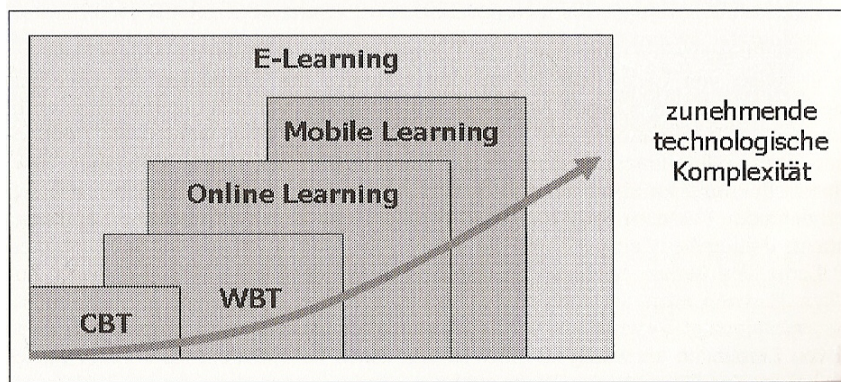 E-Learning
Mobile Learning
Online Learning
WBT
CBT
zunehmende
technologische
Komplexität